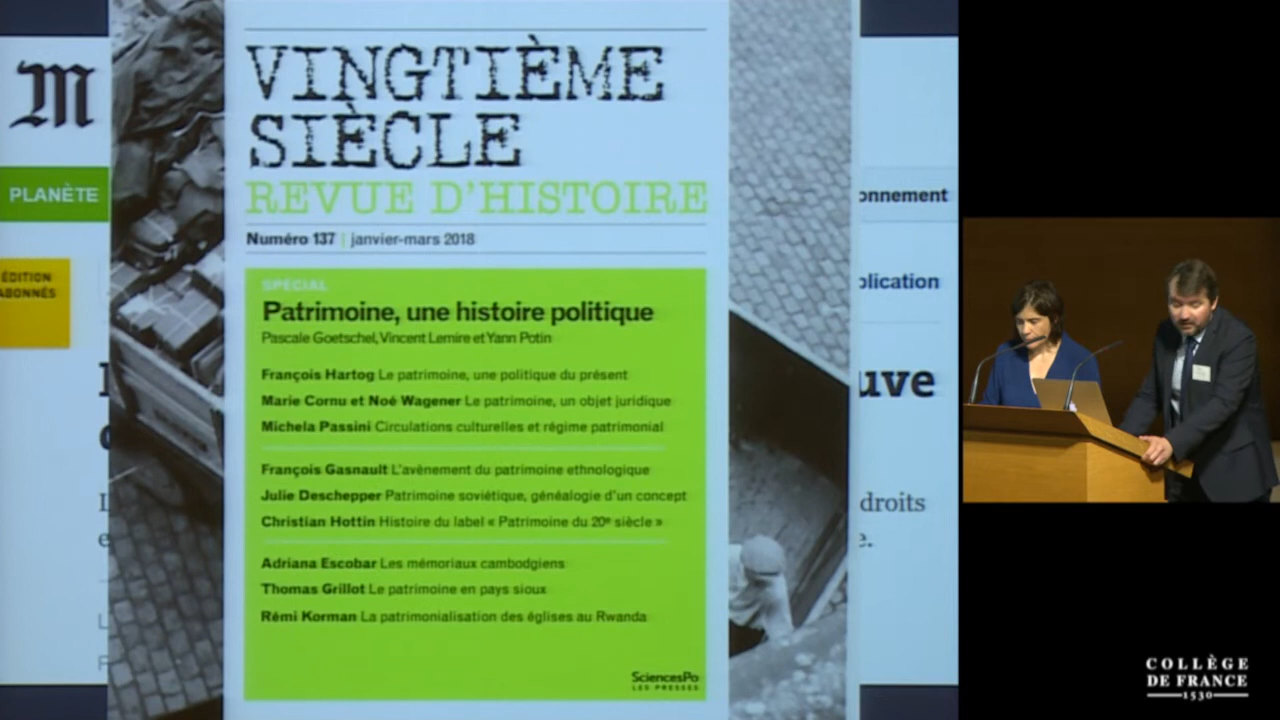 VINGTIÈME
SIÈCLE
REVUE D'HISTOIRE
Numéro 137 | janvier-mars 2018
SPÉCIAL
Patrimoine, une histoire politique
Pascale Goetschel, Vincent Lemire et Yann Potin
François Hartog Le patrimoine, une politique du présent
Marie Cornu et Noé Wagener Le patrimoine, un objet juridique
Michela Passini Circulations culturelles et régime patrimonial
François Gasnault L'avènement du patrimoine ethnologique
Julie Deschepper Patrimoine soviétique, généalogie d'un concept
Christian Hottin Histoire du label « Patrimoine du 20e siècle »
Adriana Escobar Les mémoriaux cambodgiens
Thomas Grillot Le patrimoine en pays sioux
Rémi Korman La patrimonialisation des églises au Rwanda
SciencesPo
LES PRESSES
M
PLANÈTE
ÉDITION
ABONNÉS
onnement
plication
uve
droits
e.
COLLÈGE
DE FRANCE
1530